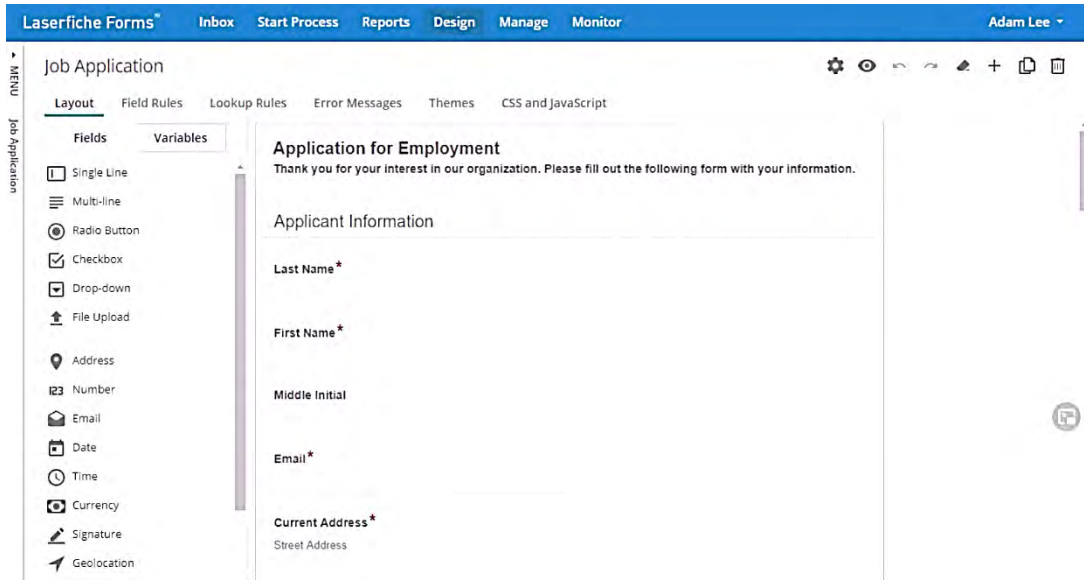 Laserfiche Forms™ Inbox Start Process Reports Design Manage Monitor Adam Lee
MENU
Job Application
Job Application
Layout Field Rules Lookup Rules Error Messages Themes CSS and JavaScript
Fields Variables
Single Line
Multi-line
Radio Button
Checkbox
Drop-down
File Upload
Address
123 Number
Email
Date
Time
Currency
Signature
Geolocation
Application for Employment
Thank you for your interest in our organization. Please fill out the following form with your information.
Applicant Information
Last Name*
First Name*
Middle Initial
Email*
Current Address*
Street Address